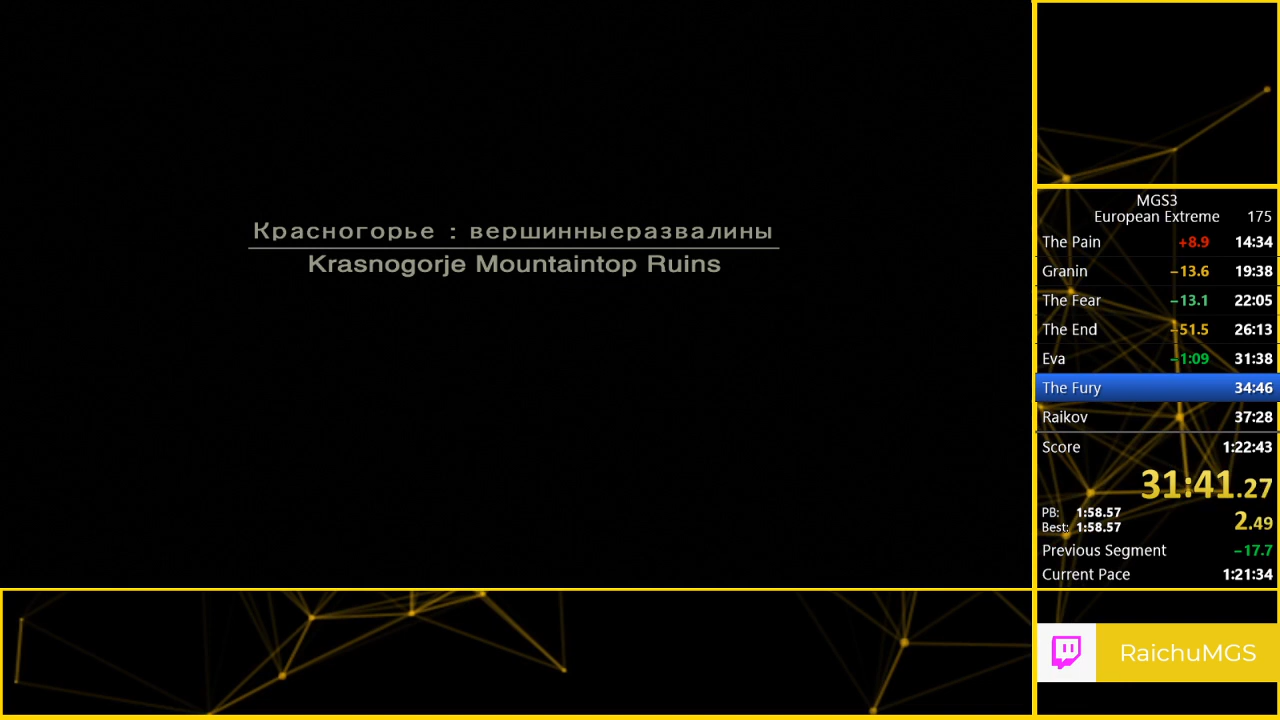 Красногорье : вершинныеразвалины
Krasnogorje Mountaintop Ruins
MGS3
European Extreme 175
The Pain +8.9 14:34
Granin −13.6 19:38
The Fear −13.1 22:05
The End −51.5 26:13
Eva −1:09 31:38
The Fury 34:46
Raikov 37:28
Score 1:22:43
31:41.27
PB: 1:58.57
Best: 1:58.57
2.49
Previous Segment −17.7
Current Pace 1:21:34
RaichuMGS